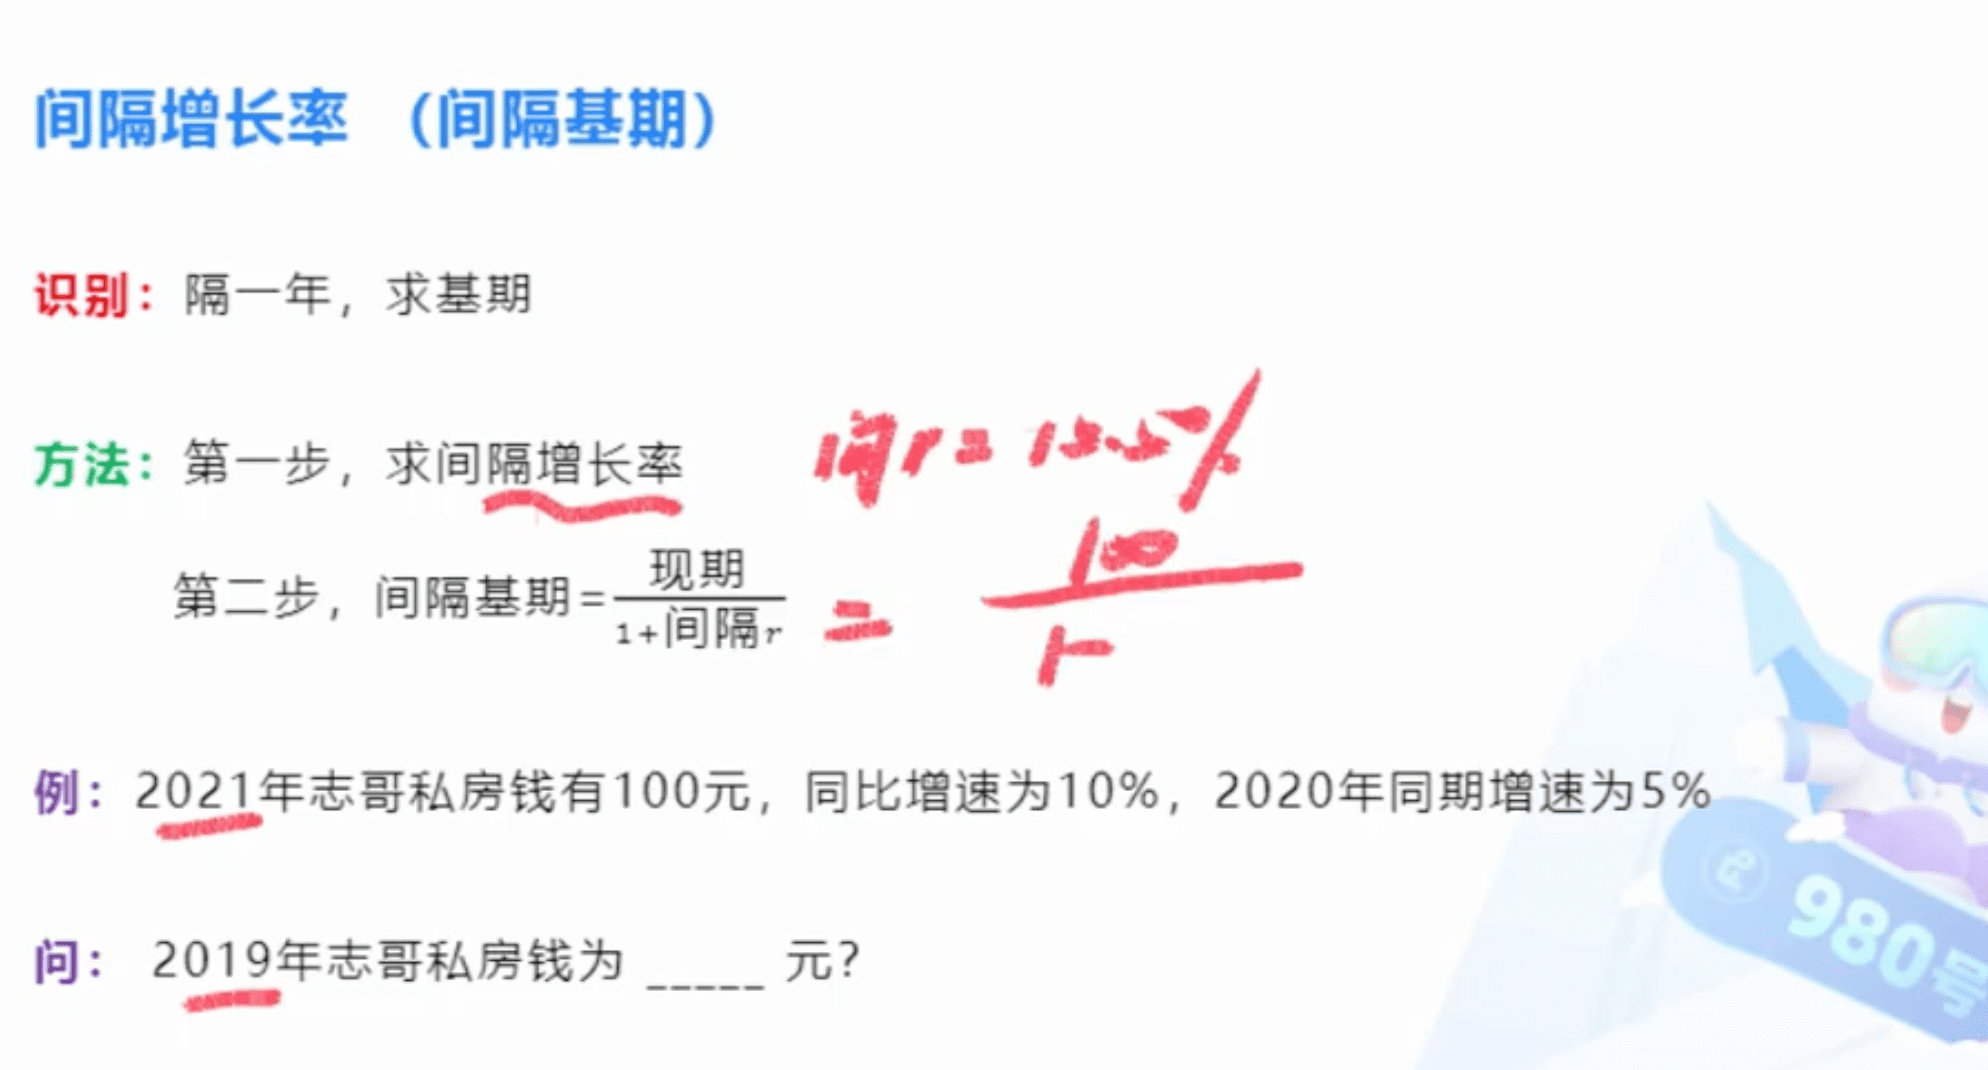 间隔增长率 （间隔基期）
识别：隔一年，求基期
方法：第一步，求间隔增长率
间r=15.5%
第二步，间隔基期=现期/1+间隔r
= 100/1+
例：2021年志哥私房钱有100元，同比增速为10%，2020年同期增速为5%
问： 2019年志哥私房钱为 _____ 元？
980号